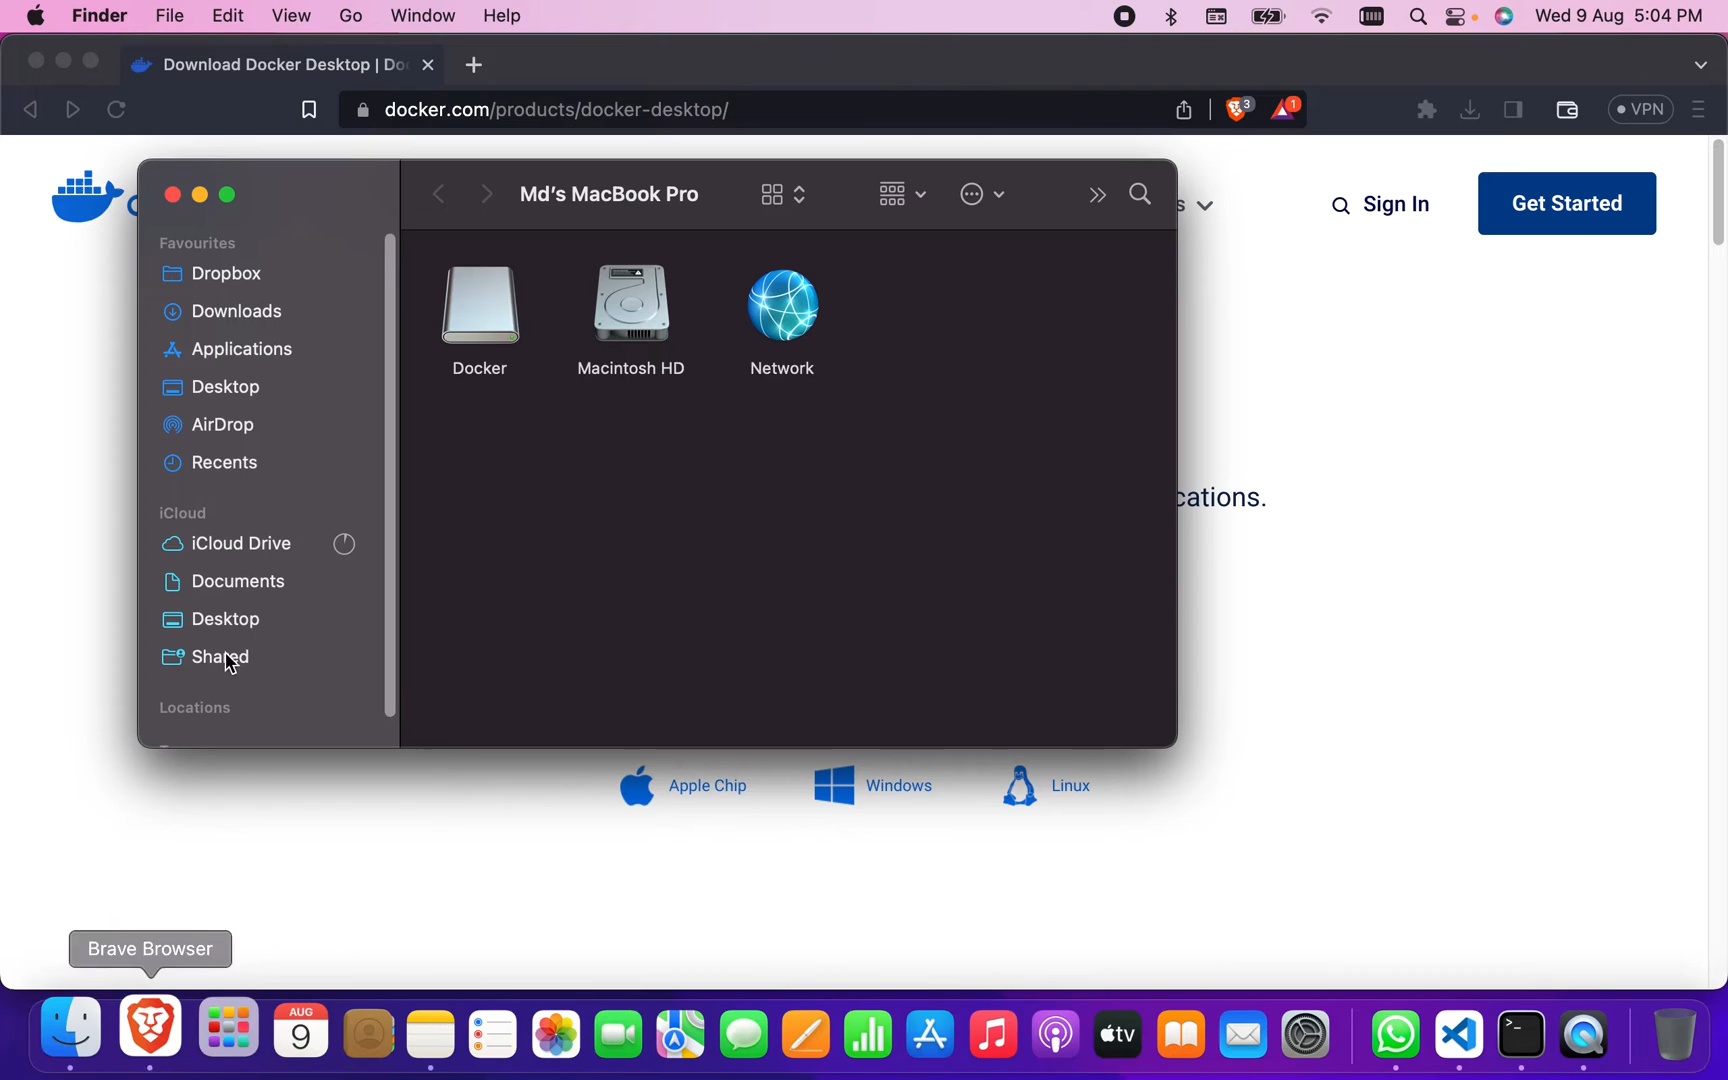 Finder File Edit View Go Window Help Wed 9 Aug 5:04 PM
Download Docker Desktop | Do
docker.com/products/docker-desktop/ 3 1 VPN
Md's MacBook Pro
s Sign In Get Started
Favourites
Dropbox
Downloads
Applications
Desktop
AirDrop
Recents
iCloud
iCloud Drive
Documents
Desktop
Shared
Locations
Docker Macintosh HD Network
cations.
Apple Chip Windows Linux
Brave Browser
AUG
9
tv
>_